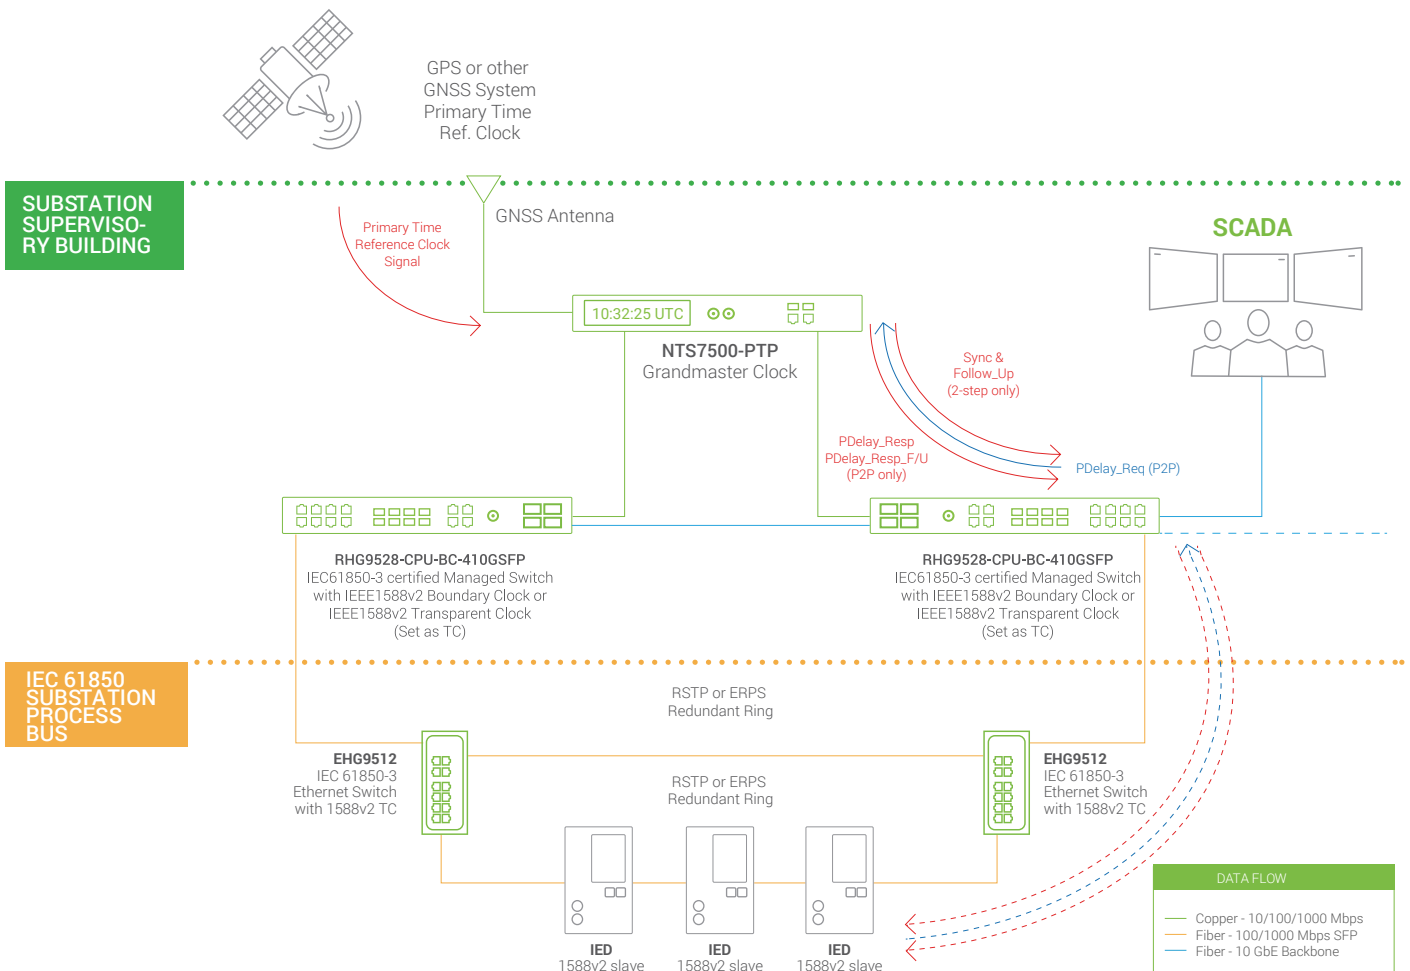 GPS or other
GNSS System
Primary Time
Ref. Clock
SUBSTATION
SUPERVISO-
RY BUILDING
GNSS Antenna
Primary Time
Reference Clock
Signal
SCADA
10:32:25 UTC
NTS7500-PTP
Grandmaster Clock
Sync &
Follow_Up
(2-step only)
PDelay_Resp
PDelay_Resp_F/U
(P2P only)
PDelay_Req (P2P)
RHG9528-CPU-BC-410GSFP
IEC61850-3 certified Managed Switch
with IEEE1588v2 Boundary Clock or
IEEE1588v2 Transparent Clock
(Set as TC)
RHG9528-CPU-BC-410GSFP
IEC61850-3 certified Managed Switch
with IEEE1588v2 Boundary Clock or
IEEE1588v2 Transparent Clock
(Set as TC)
IEC 61850
SUBSTATION
PROCESS
BUS
RSTP or ERPS
Redundant Ring
EHG9512
IEC 61850-3
Ethernet Switch
with 1588v2 TC
RSTP or ERPS
Redundant Ring
EHG9512
IEC 61850-3
Ethernet Switch
with 1588v2 TC
IED
1588v2 slave
IED
1588v2 slave
IED
1588v2 slave
DATA FLOW
Copper - 10/100/1000 Mbps
Fiber - 100/1000 Mbps SFP
Fiber - 10 GbE Backbone